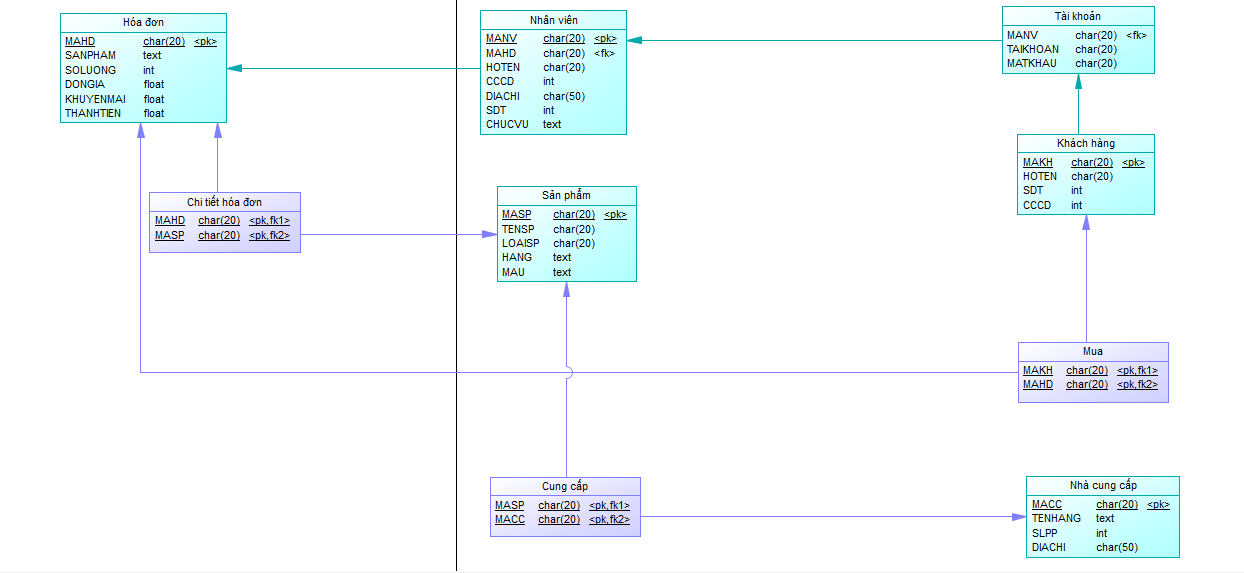 Hóa đơn
MAHD char(20) <pk>
SANPHAM text
SOLUONG int
DONGIA float
KHUYENMAI float
THANHTIEN float
Nhân viên
MANV char(20) <pk>
MAHD char(20) <fk>
HOTEN char(20)
CCCD int
DIACHI char(50)
SDT int
CHUCVU text
Tài khoản
MANV char(20) <fk>
TAIKHOAN char(20)
MATKHAU char(20)
Khách hàng
MAKH char(20) <pk>
HOTEN char(20)
SDT int
CCCD int
Chi tiết hóa đơn
MAHD char(20) <pk,fk1>
MASP char(20) <pk,fk2>
Sản phẩm
MASP char(20) <pk>
TENSP char(20)
LOAISP char(20)
HANG text
MAU text
Mua
MAKH char(20) <pk,fk1>
MAHD char(20) <pk,fk2>
Cung cấp
MASP char(20) <pk,fk1>
MACC char(20) <pk,fk2>
Nhà cung cấp
MACC char(20) <pk>
TENHANG text
SLPP int
DIACHI char(50)